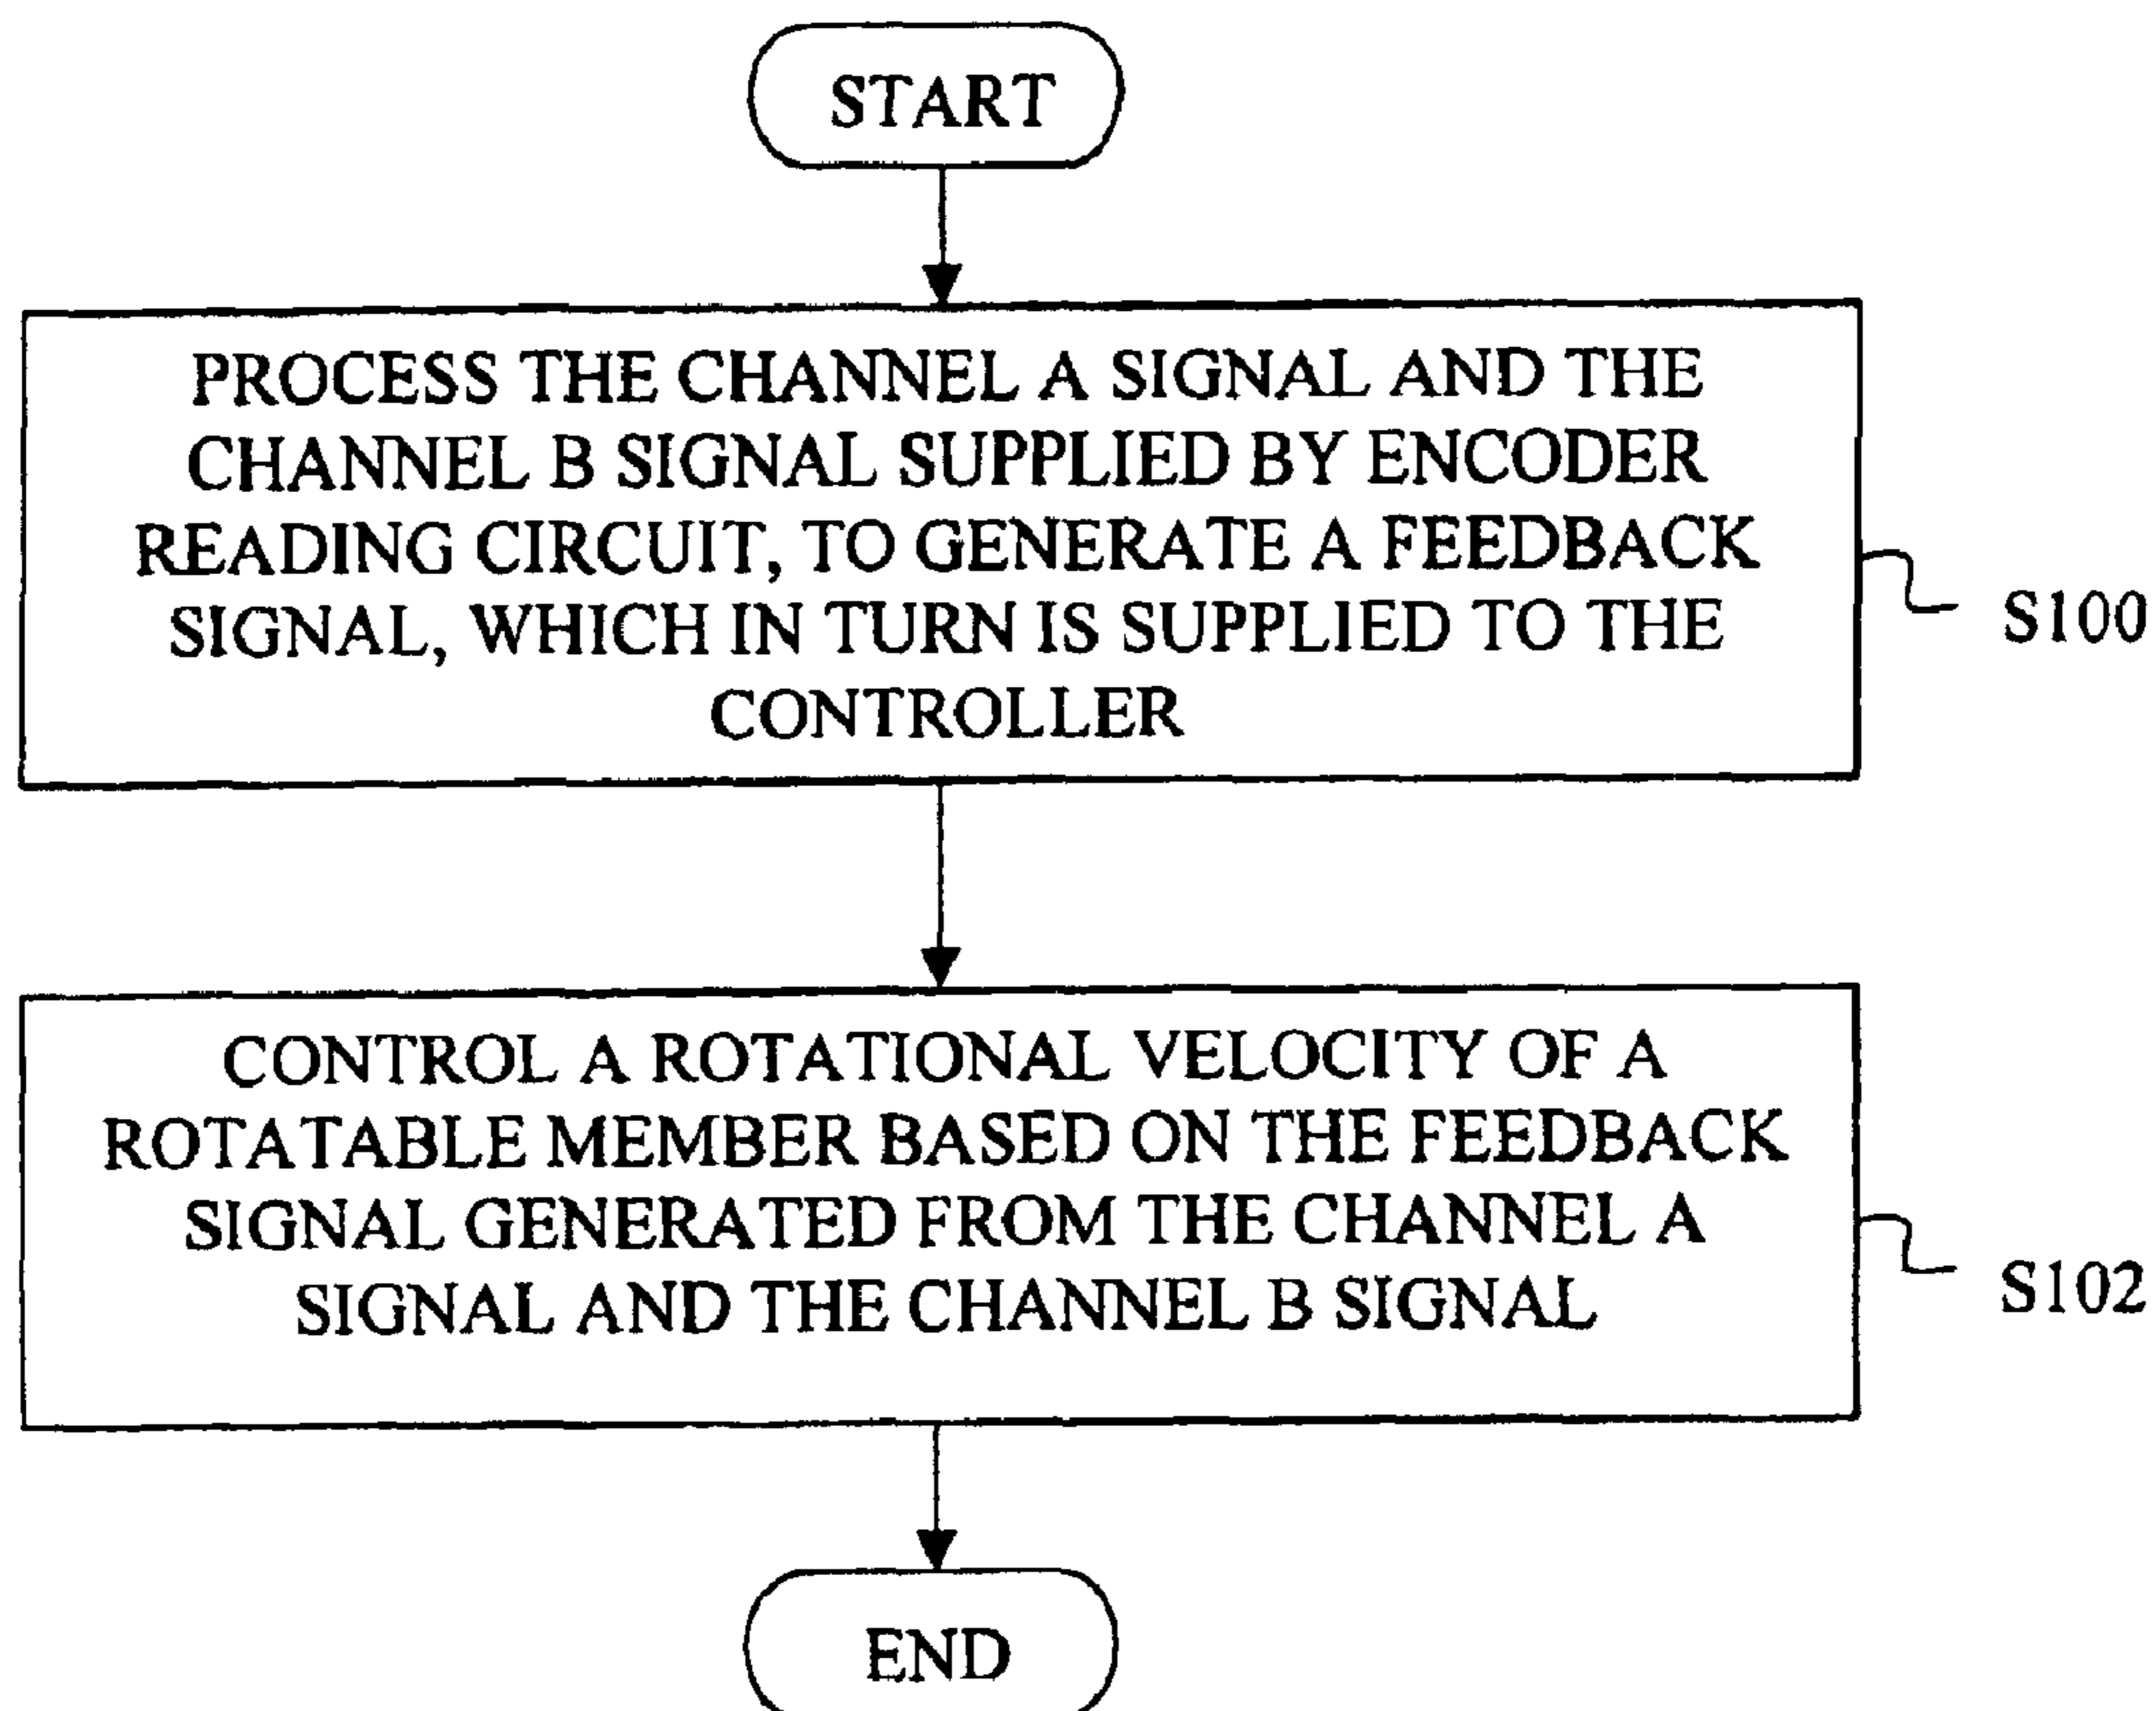 START
PROCESS THE CHANNEL A SIGNAL AND THE
CHANNEL B SIGNAL SUPPLIED BY ENCODER
READING CIRCUIT, TO GENERATE A FEEDBACK
SIGNAL, WHICH IN TURN IS SUPPLIED TO THE
CONTROLLER
S100
CONTROL A ROTATIONAL VELOCITY OF A
ROTATABLE MEMBER BASED ON THE FEEDBACK
SIGNAL GENERATED FROM THE CHANNEL A
SIGNAL AND THE CHANNEL B SIGNAL
S102
END